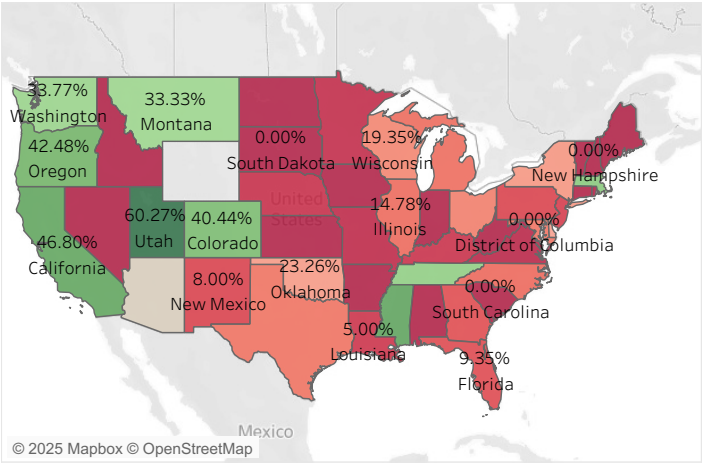 33.77%
Washington
33.33%
Montana
42.48%
Oregon
0.00%
South Dakota
19.35%
Wisconsin
0.00%
New Hampshire
United
States
60.27%
Utah
40.44%
Colorado
14.78%
Illinois
0.00%
District of Columbia
46.80%
California
8.00%
New Mexico
23.26%
Oklahoma
0.00%
South Carolina
5.00%
Louisiana
9.35%
Florida
Mexico
© 2025 Mapbox © OpenStreetMap